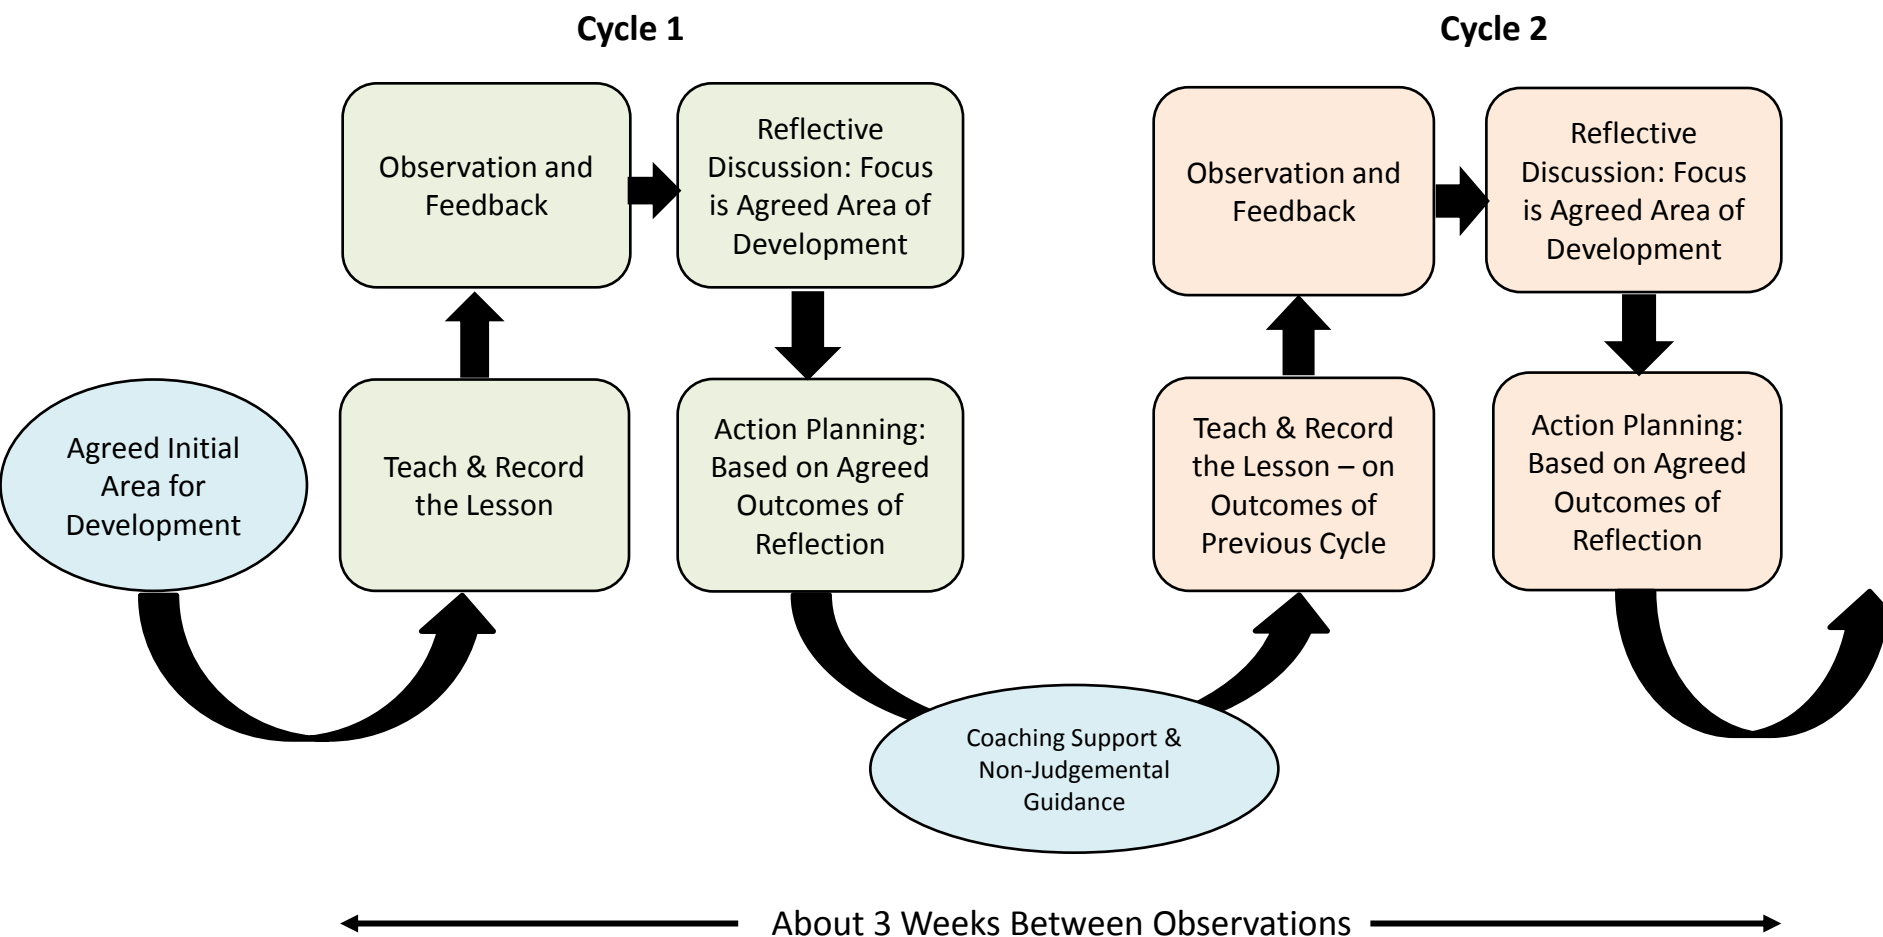 Cycle 1
Cycle 2
Observation and
Feedback
Reflective
Discussion: Focus
is Agreed Area of
Development
Observation and
Feedback
Reflective
Discussion: Focus
is Agreed Area of
Development
Agreed Initial
Area for
Development
Teach & Record
the Lesson
Action Planning:
Based on Agreed
Outcomes of
Reflection
Teach & Record
the Lesson – on
Outcomes of
Previous Cycle
Action Planning:
Based on Agreed
Outcomes of
Reflection
Coaching Support &
Non-Judgemental
Guidance
About 3 Weeks Between Observations